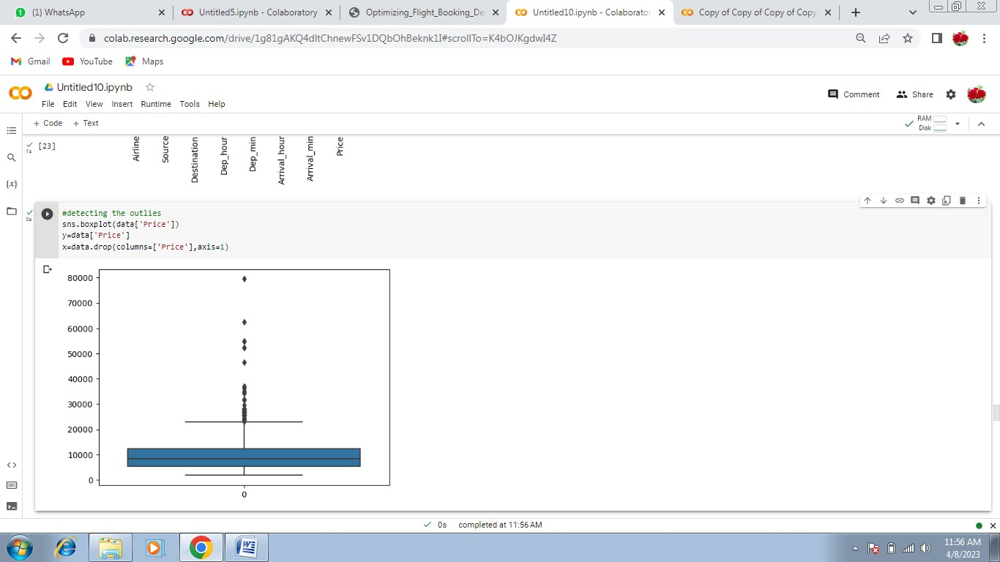 (1) WhatsApp
Untitled5.ipynb - Colaboratory
Optimizing_Flight_Booking_De
Untitled10.ipynb - Colaborator
Copy of Copy of Copy of Copy
colab.research.google.com/drive/1g81gAKQ4dltChnewFSv1DQbOhBeknk1I#scrollTo=K4bOJKgdwI4Z
Gmail
YouTube
Maps
Untitled10.ipynb
File Edit View Insert Runtime Tools Help
Comment
Share
+ Code + Text
RAM
Disk
1s
[23]
Airline
Source
Destination
Dep_hour
Dep_min
Arrival_hour
Arrival_min
Price
{x}
0s
#detecting the outlies
sns.boxplot(data['Price'])
y=data['Price']
x=data.drop(columns=['Price'],axis=1)
80000
70000
60000
50000
40000
30000
20000
10000
0
0
0s completed at 11:56 AM
11:56 AM
4/8/2023